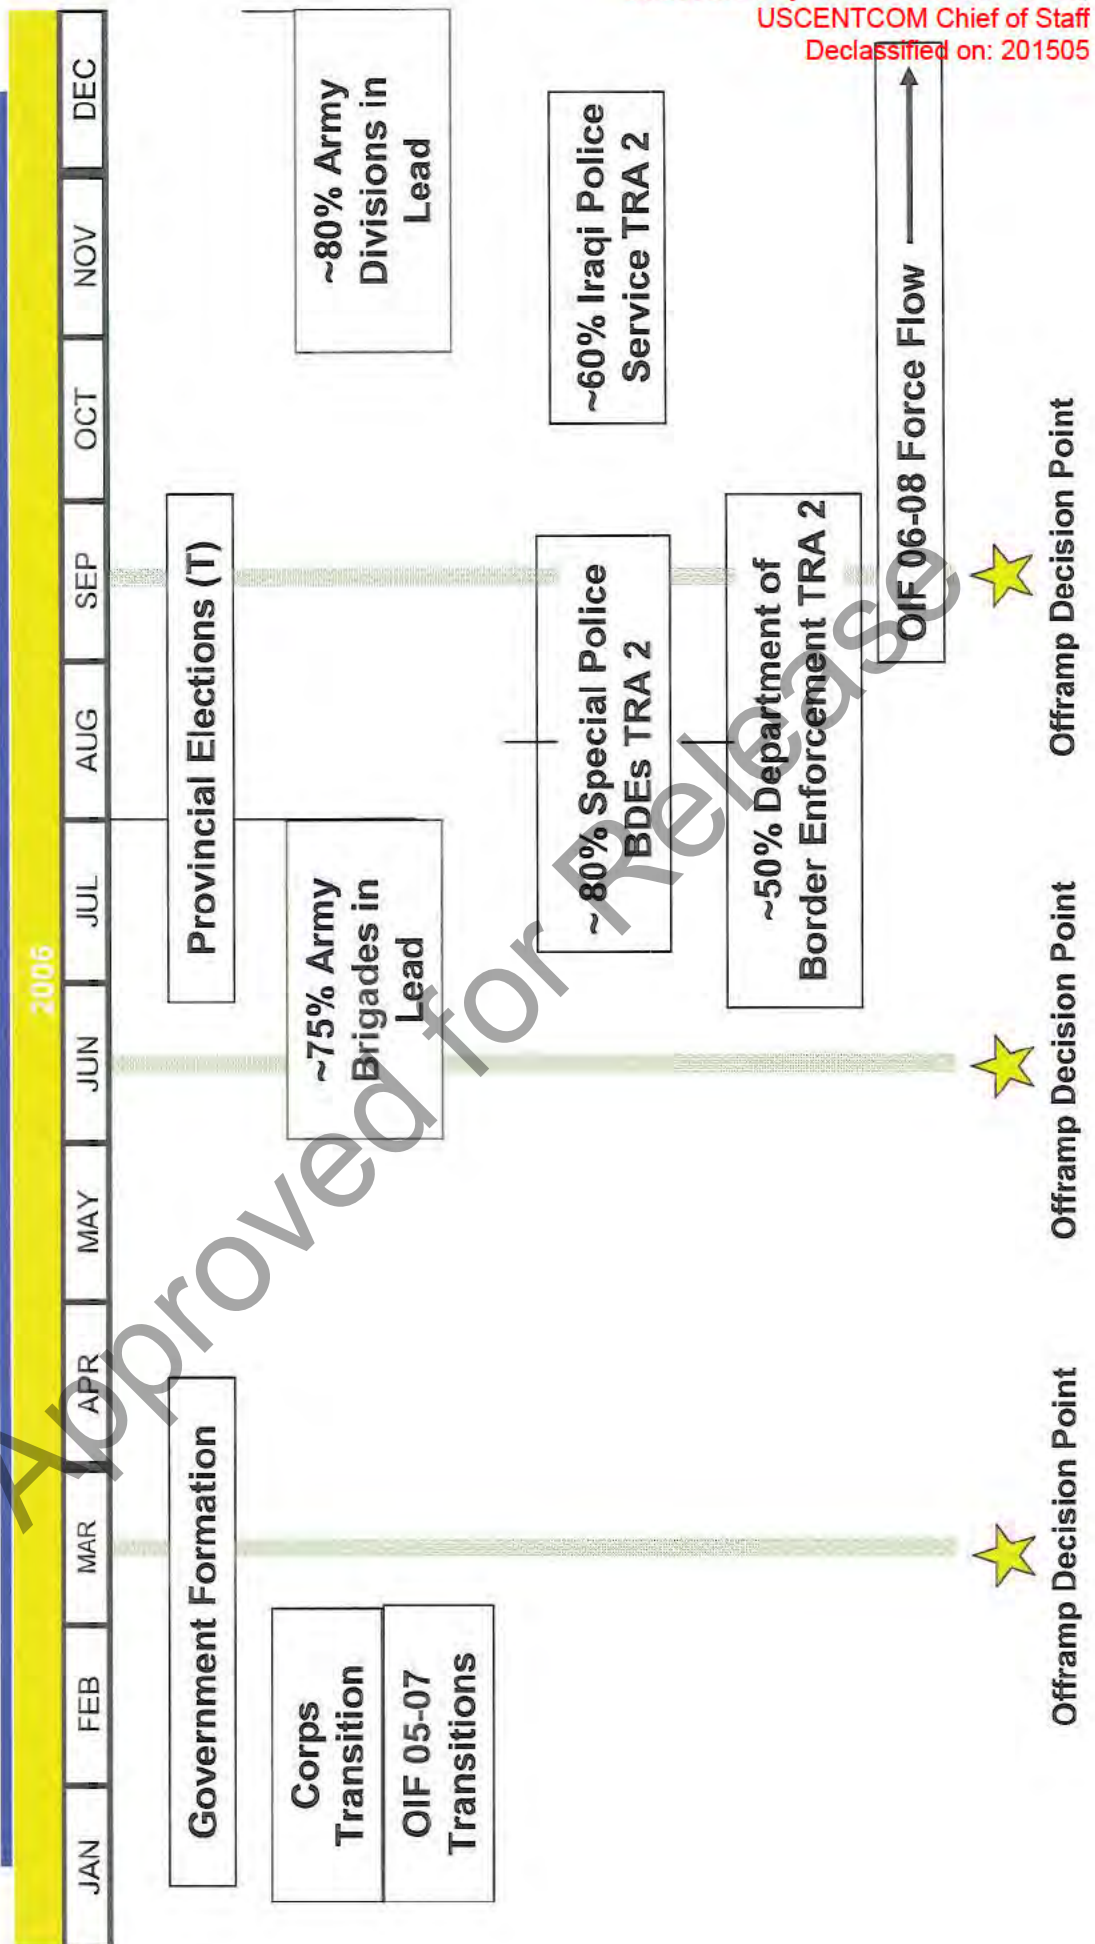 USCENTCOM Chief of Staff
Declassified on: 201505
2006
JAN
FEB
MAR
APR
MAY
JUN
JUL
AUG
SEP
OCT
NOV
DEC
Government Formation
Provincial Elections (T)
Corps
Transition
OIF 05-07
Transitions
~75% Army
Brigades in
Lead
~80% Army
Divisions in
Lead
~80% Special Police
BDEs TRA 2
~60% Iraqi Police
Service TRA 2
~50% Department of
Border Enforcement TRA 2
OIF 06-08 Force Flow
Offramp Decision Point
Offramp Decision Point
Offramp Decision Point
Approved for Release